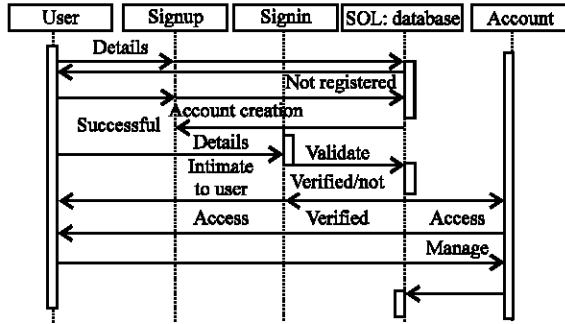 User Signup Signin SOL: database Account
Details
Not registered
Account creation
Successful
Details
Validate
Intimate
to user
Verified/not
Access Verified Access
Manage